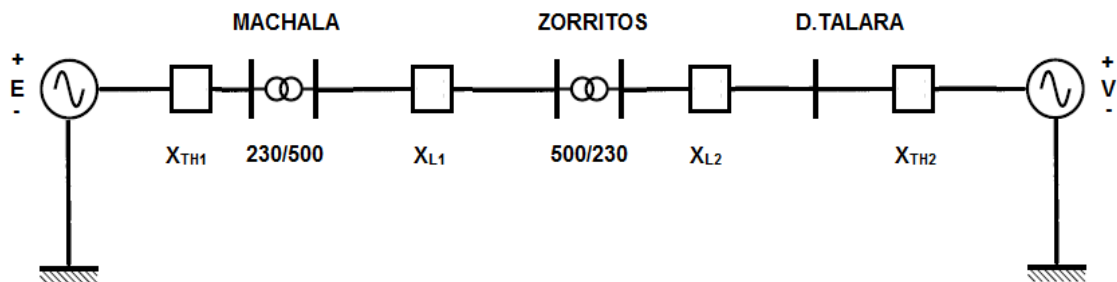 MACHALA ZORRITOS D.TALARA
+ +
E V
- -
XTH1 230/500 XL1 500/230 XL2 XTH2